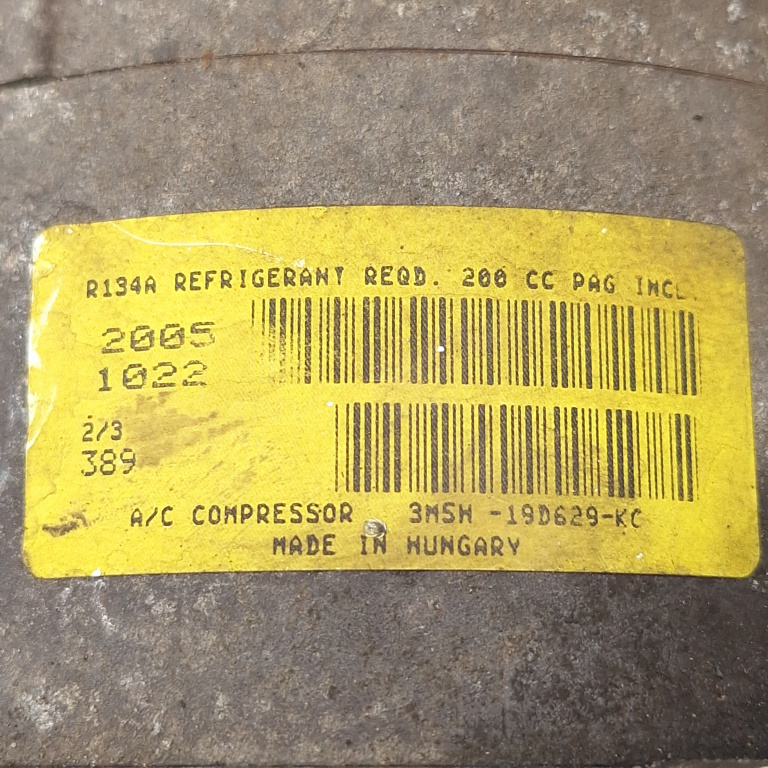 R134A REFRIGERANT REQD. 200 CC PAG INCL.
2005
1022
2/3
389
A/C COMPRESSOR 3M5H -19D629-KC
MADE IN HUNGARY